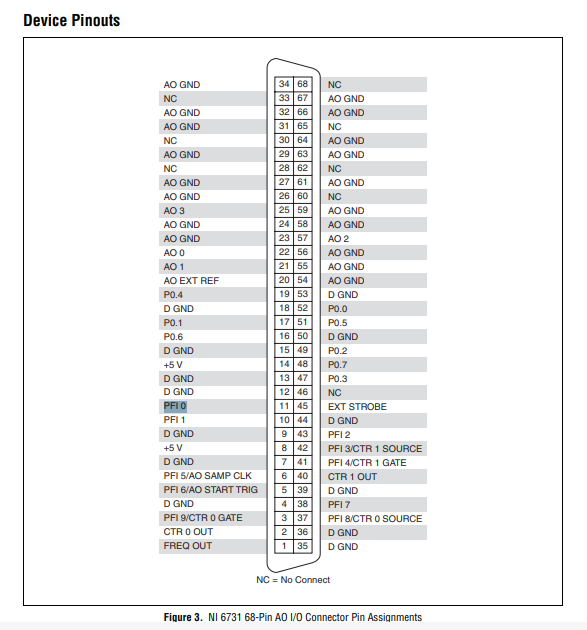 Device Pinouts
AO GND 34 68 NC
NC 33 67 AO GND
AO GND 32 66 AO GND
AO GND 31 65 NC
NC 30 64 AO GND
AO GND 29 63 AO GND
NC 28 62 NC
AO GND 27 61 AO GND
AO GND 26 60 NC
AO 3 25 59 AO GND
AO GND 24 58 AO GND
AO GND 23 57 AO 2
AO 0 22 56 AO GND
AO 1 21 55 AO GND
AO EXT REF 20 54 AO GND
P0.4 19 53 D GND
D GND 18 52 P0.0
P0.1 17 51 P0.5
P0.6 16 50 D GND
D GND 15 49 P0.2
+5 V 14 48 P0.7
D GND 13 47 P0.3
D GND 12 46 NC
PFI 0 11 45 EXT STROBE
PFI 1 10 44 D GND
D GND 9 43 PFI 2
+5 V 8 42 PFI 3/CTR 1 SOURCE
D GND 7 41 PFI 4/CTR 1 GATE
PFI 5/AO SAMP CLK 6 40 CTR 1 OUT
PFI 6/AO START TRIG 5 39 D GND
D GND 4 38 PFI 7
PFI 9/CTR 0 GATE 3 37 PFI 8/CTR 0 SOURCE
CTR 0 OUT 2 36 D GND
FREQ OUT 1 35 D GND
NC = No Connect
Figure 3. NI 6731 68-Pin AO I/O Connector Pin Assignments